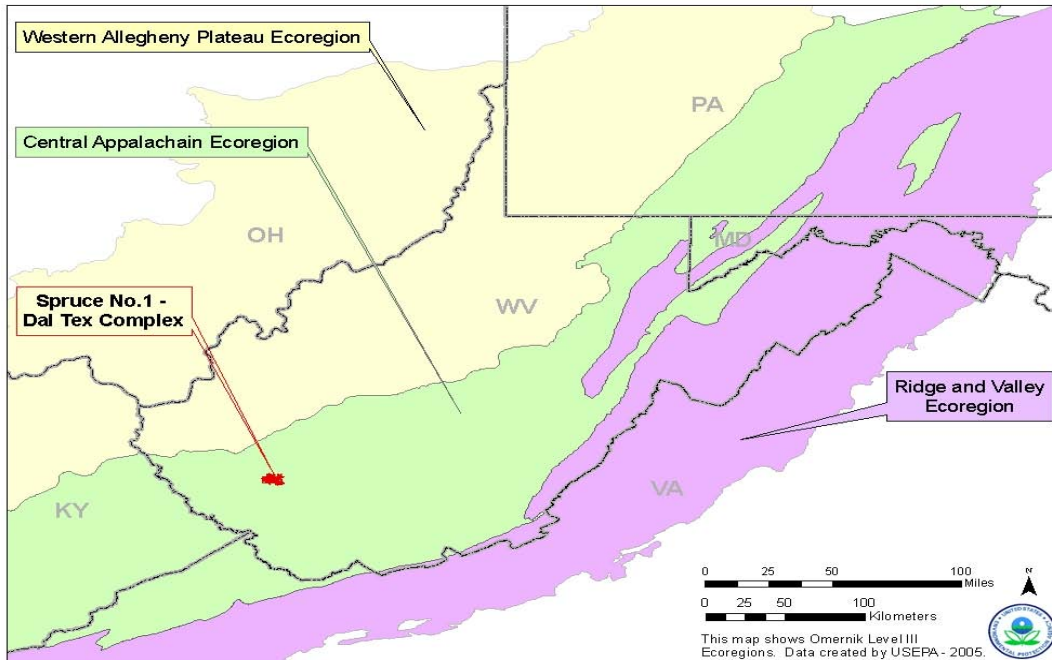 Western Allegheny Plateau Ecoregion
PA
Central Appalachain Ecoregion
OH
MD
Spruce No.1 -
Dal Tex Complex
WV
Ridge and Valley
Ecoregion
KY
VA
0 25 50 100
Miles
0 25 50 100
Kilometers
N
This map shows Omernik Level III
Ecoregions. Data created by USEPA - 2005.
UNITED STATES